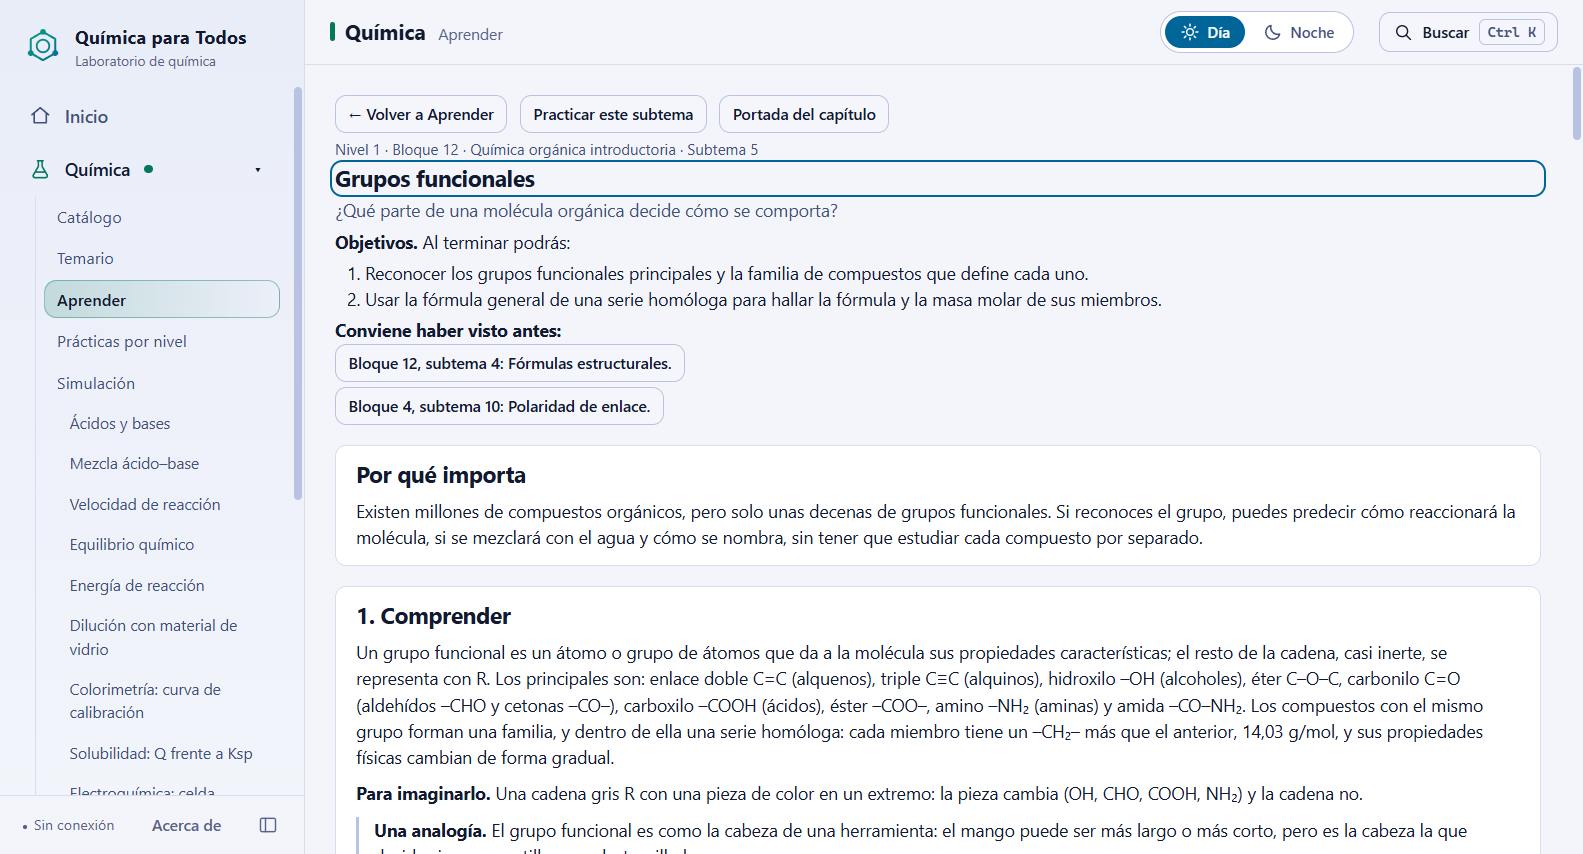 Química para Todos
Laboratorio de química
Inicio
Química
Catálogo
Temario
Aprender
Prácticas por nivel
Simulación
Ácidos y bases
Mezcla ácido–base
Velocidad de reacción
Equilibrio químico
Energía de reacción
Dilución con material de
vidrio
Colorimetría: curva de
calibración
Solubilidad: Q frente a Ksp
Electroquímica: celda
Sin conexión
Acerca de
Química Aprender
Día
Noche
Buscar Ctrl K
← Volver a Aprender
Practicar este subtema
Portada del capítulo
Nivel 1 · Bloque 12 · Química orgánica introductoria · Subtema 5
Grupos funcionales
¿Qué parte de una molécula orgánica decide cómo se comporta?
Objetivos. Al terminar podrás:
1. Reconocer los grupos funcionales principales y la familia de compuestos que define cada uno.
2. Usar la fórmula general de una serie homóloga para hallar la fórmula y la masa molar de sus miembros.
Conviene haber visto antes:
Bloque 12, subtema 4: Fórmulas estructurales.
Bloque 4, subtema 10: Polaridad de enlace.
Por qué importa
Existen millones de compuestos orgánicos, pero solo unas decenas de grupos funcionales. Si reconoces el grupo, puedes predecir cómo reaccionará la
molécula, si se mezclará con el agua y cómo se nombra, sin tener que estudiar cada compuesto por separado.
1. Comprender
Un grupo funcional es un átomo o grupo de átomos que da a la molécula sus propiedades características; el resto de la cadena, casi inerte, se
representa con R. Los principales son: enlace doble C=C (alquenos), triple C≡C (alquinos), hidroxilo –OH (alcoholes), éter C–O–C, carbonilo C=O
(aldehídos –CHO y cetonas –CO–), carboxilo –COOH (ácidos), éster –COO–, amino –NH₂ (aminas) y amida –CO–NH₂. Los compuestos con el mismo
grupo forman una familia, y dentro de ella una serie homóloga: cada miembro tiene un –CH₂– más que el anterior, 14,03 g/mol, y sus propiedades
físicas cambian de forma gradual.
Para imaginarlo. Una cadena gris R con una pieza de color en un extremo: la pieza cambia (OH, CHO, COOH, NH₂) y la cadena no.
Una analogía. El grupo funcional es como la cabeza de una herramienta: el mango puede ser más largo o más corto, pero es la cabeza la que